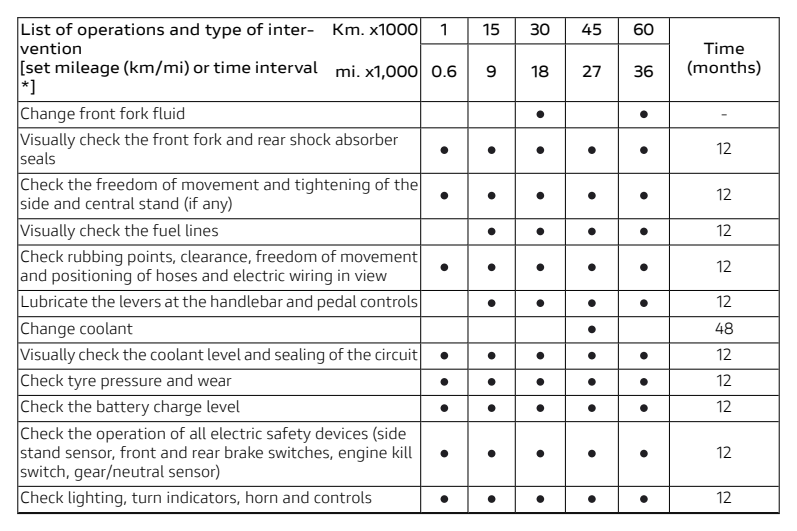 List of operations and type of inter- Km. x1000 1 15 30 45 60 Time (months)
vention
[set mileage (km/mi) or time interval mi. x1,000 0.6 9 18 27 36
*]
Change front fork fluid ● ● -
Visually check the front fork and rear shock absorber
seals ● ● ● ● ● 12
Check the freedom of movement and tightening of the
side and central stand (if any) ● ● ● ● ● 12
Visually check the fuel lines ● ● ● ● 12
Check rubbing points, clearance, freedom of movement
and positioning of hoses and electric wiring in view ● ● ● ● ● 12
Lubricate the levers at the handlebar and pedal controls ● ● ● ● 12
Change coolant ● 48
Visually check the coolant level and sealing of the circuit ● ● ● ● ● 12
Check tyre pressure and wear ● ● ● ● ● 12
Check the battery charge level ● ● ● ● ● 12
Check the operation of all electric safety devices (side
stand sensor, front and rear brake switches, engine kill
switch, gear/neutral sensor) ● ● ● ● ● 12
Check lighting, turn indicators, horn and controls ● ● ● ● ● 12